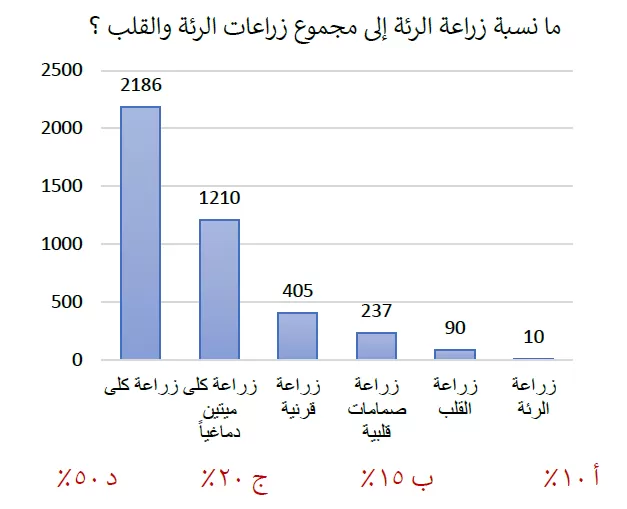 ما نسبة زراعة الرئة إلى مجموع زراعات الرئة والقلب ؟
2500
2000
1500
1000
500
0
2186
1210
405
237
90
10
زراعة كلى
زراعة كلى
ميتين
دماغياً
زراعة
قرنية
زراعة
صمامات
قلبية
زراعة
القلب
زراعة
الرئة
أ ١٠٪
ب ١٥٪
ج ٢٠٪
د ٥٠٪